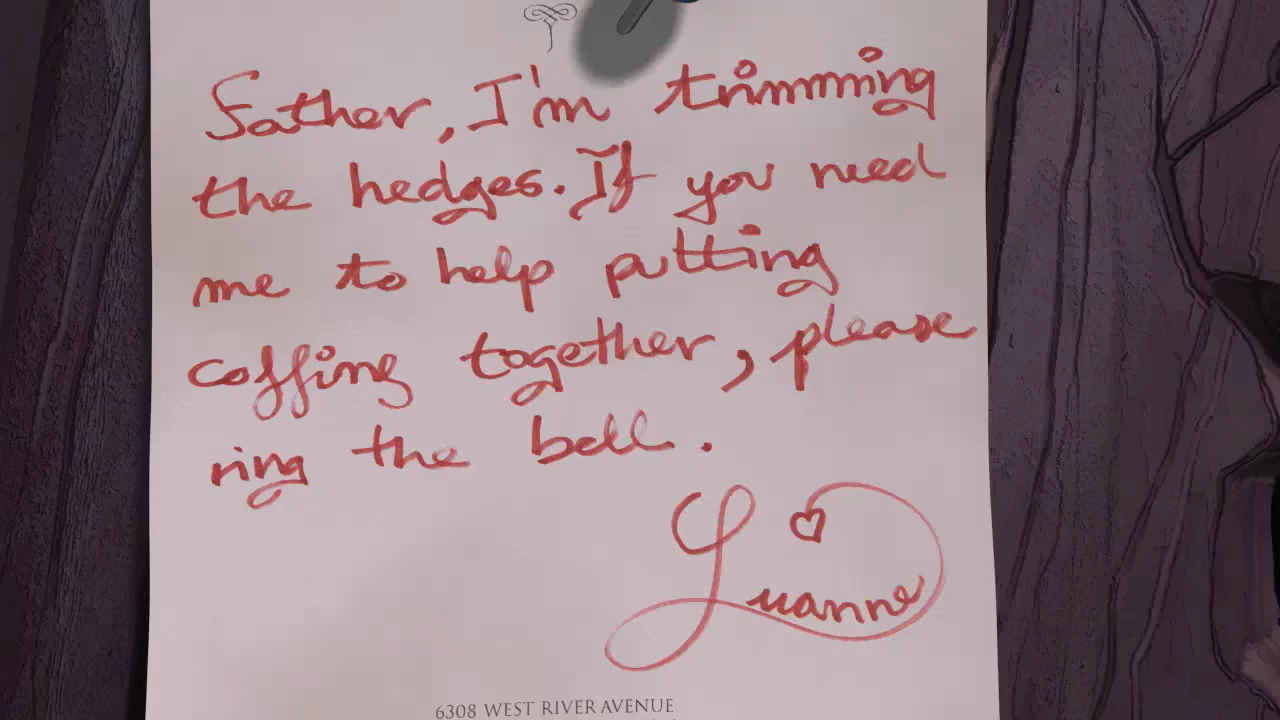 Father, I'm trimming
the hedges. If you need
me to help putting
coffing together, please
ring the bell.
Luanne
6308 WEST RIVER AVENUE